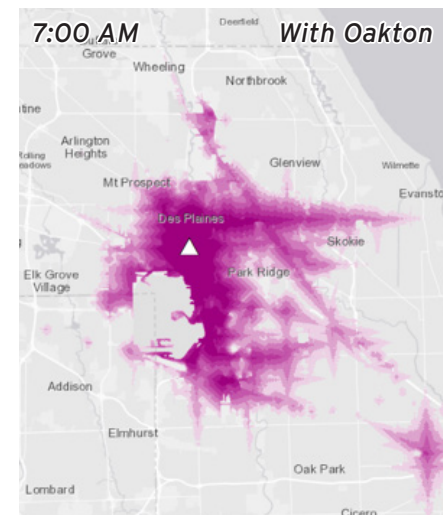 7:00 AM
With Oakton
Deerfield
Grove
Wheeling
Northbrook
Arlington
Heights
Glenview
Wilmette
Mt Prospect
Evanst
Des Plaines
Skokie
Elk Grove
Village
Park Ridge
Addison
Elmhurst
Oak Park
Lombard
Cicero